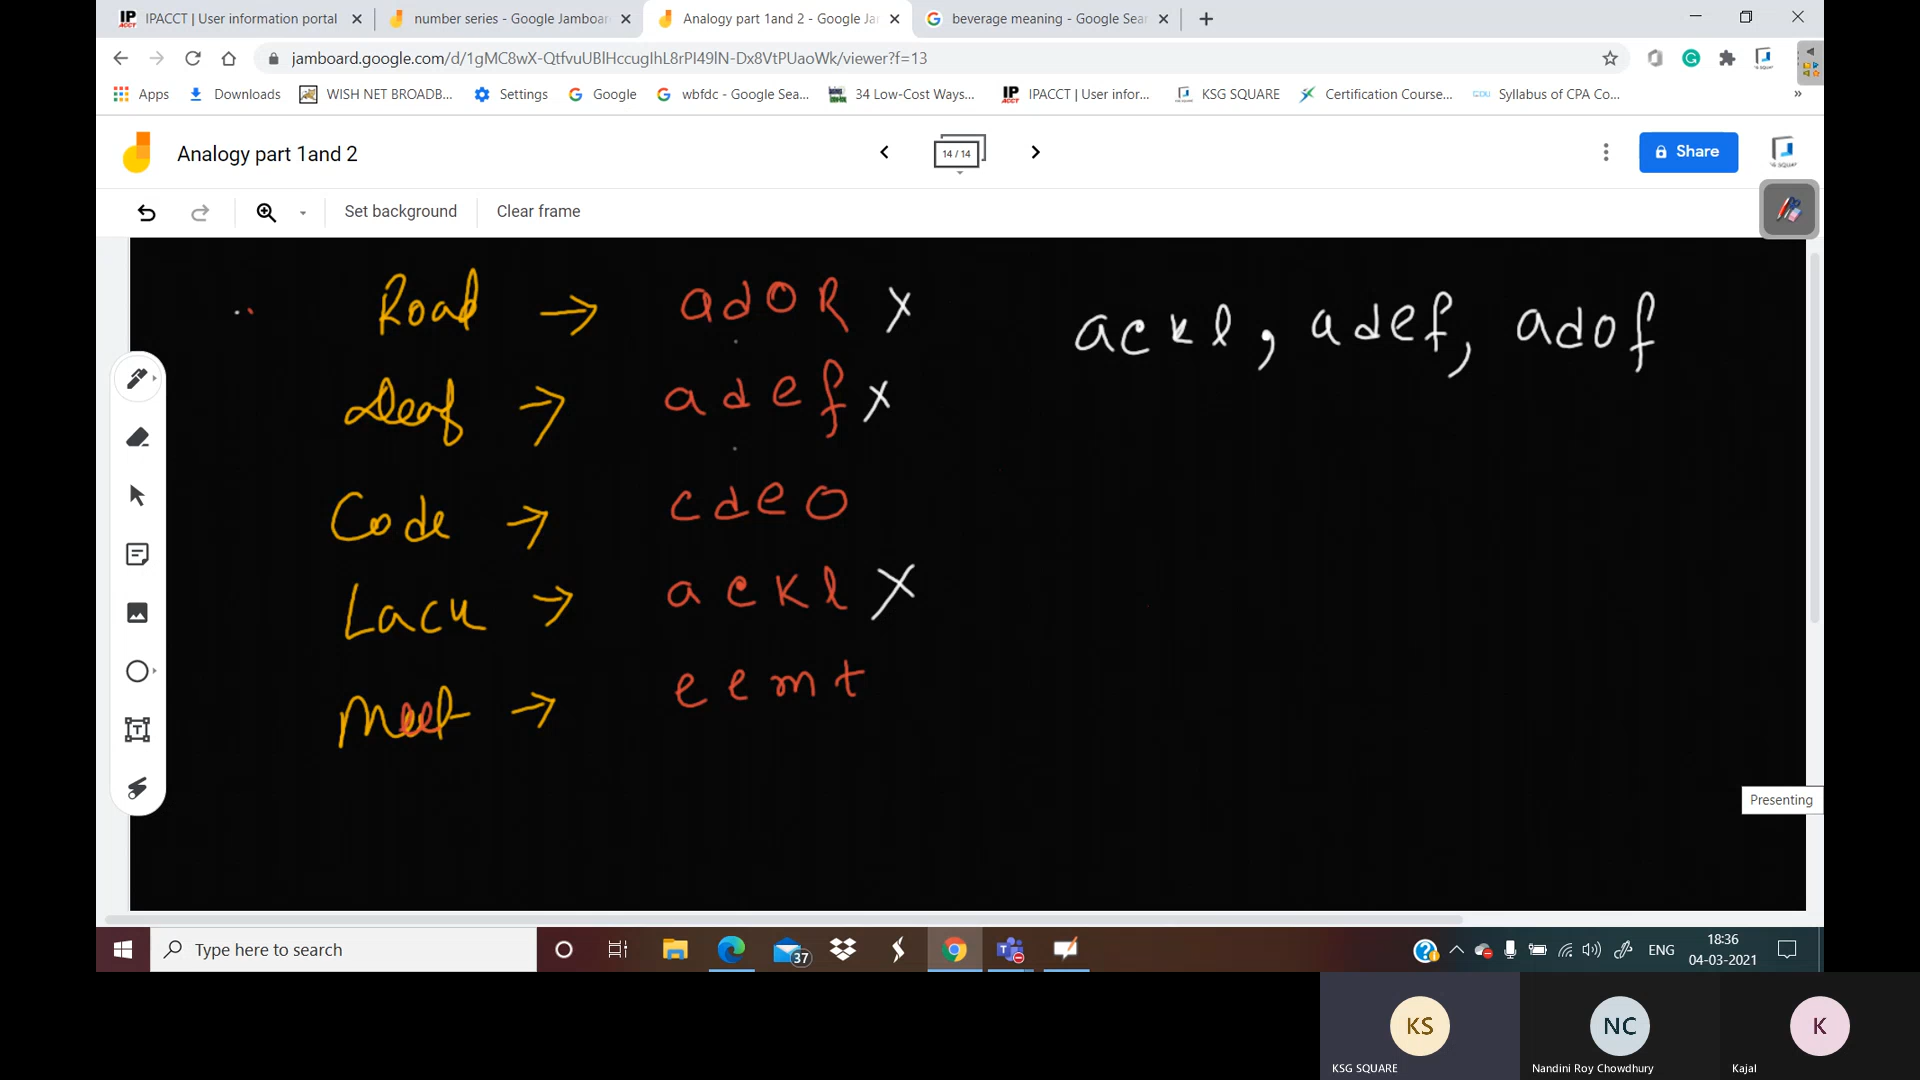 IPACCT | User information portal
number series - Google Jamboar
Analogy part 1and 2 - Google Ja
beverage meaning - Google Sea
jamboard.google.com/d/1gMC8wX-QtfvuUBlHccugIhL8rPI49lN-Dx8VtPUaoWk/viewer?f=13
Apps Downloads WISH NET BROADB... Settings Google wbfdc - Google Sea... 34 Low-Cost Ways... IPACCT | User infor... KSG SQUARE Certification Course... Syllabus of CPA Co... »
Analogy part 1and 2
14 / 14
Share
Set background Clear frame
Road → adoR x ackl, adef, adof
Deaf → adef x
Code → cdeo
Lack → ackl x
Meet → eemt
Presenting
Type here to search
37
ENG
18:36
04-03-2021
KS NC K
KSG SQUARE Nandini Roy Chowdhury Kajal